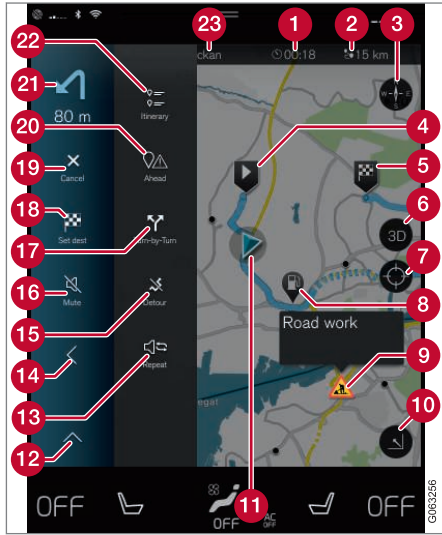 23
1
2
3
22
ckan
00:18
15 km
21
W
E
S
80 m
Itinerary
4
20
5
19
Cancel
Ahead
6
18
Set dest
17
Turn-by-Turn
3D
7
16
Mute
15
Detour
8
Road work
14
Repeat
9
13
egat
10
12
11
OFF
OFF
AC
OFF
OFF
G063256